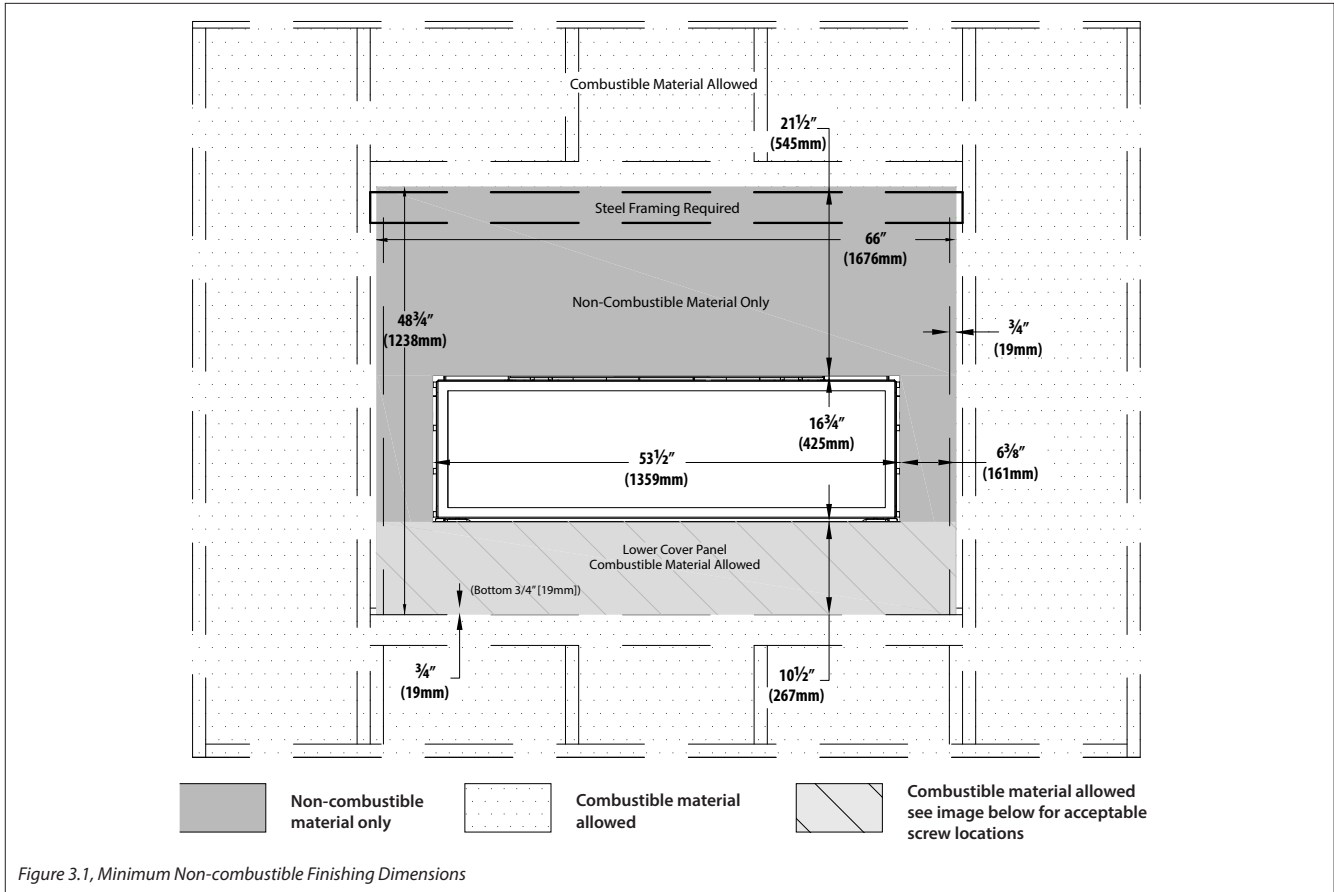 Combustible Material Allowed
21½"
(545mm)
Steel Framing Required
66"
(1676mm)
Non-Combustible Material Only
48¾"
(1238mm)
¾"
(19mm)
16¾"
(425mm)
53½"
(1359mm)
6⅜"
(161mm)
Lower Cover Panel
Combustible Material Allowed
(Bottom 3/4" [19mm])
¾"
(19mm)
10½"
(267mm)
Non-combustible
material only
Combustible material
allowed
Combustible material allowed
see image below for acceptable
screw locations
Figure 3.1, Minimum Non-combustible Finishing Dimensions